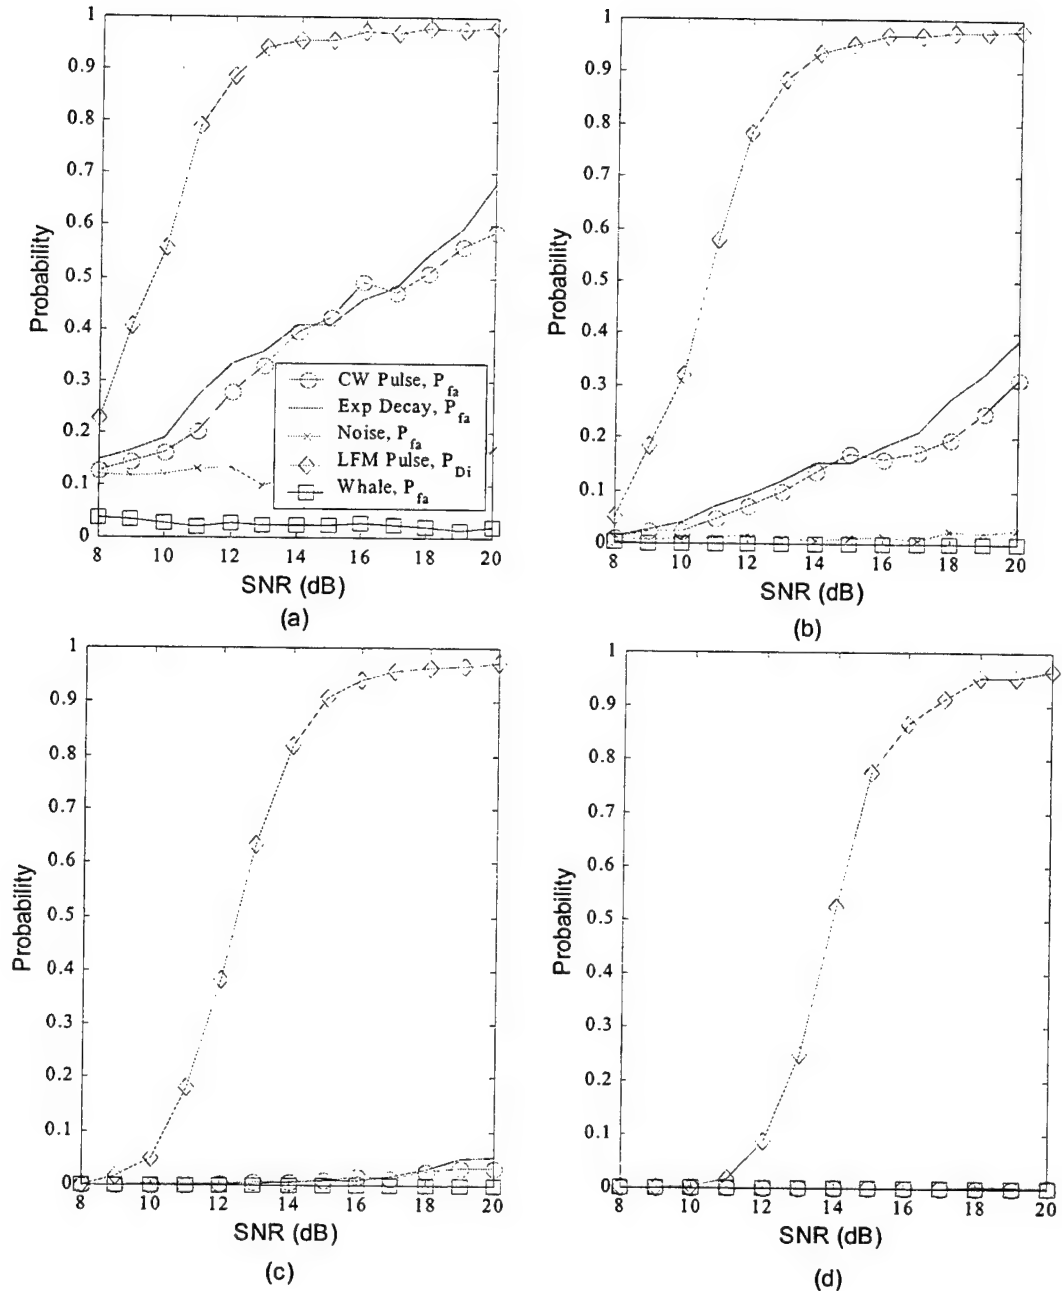 1
0.9
0.8
0.7
0.6
0.5
0.4
0.3
0.2
0.1
0
Probability
CW Pulse, P_fa
Exp Decay, P_fa
Noise, P_fa
LFM Pulse, P_Di
Whale, P_fa
8 10 12 14 16 18 20
SNR (dB)
(a)
1
0.9
0.8
0.7
0.6
0.5
0.4
0.3
0.2
0.1
0
Probability
8 10 12 14 16 18 20
SNR (dB)
(b)
1
0.9
0.8
0.7
0.6
0.5
0.4
0.3
0.2
0.1
0
Probability
8 10 12 14 16 18 20
SNR (dB)
(c)
1
0.9
0.8
0.7
0.6
0.5
0.4
0.3
0.2
0.1
0
Probability
8 10 12 14 16 18 20
SNR (dB)
(d)